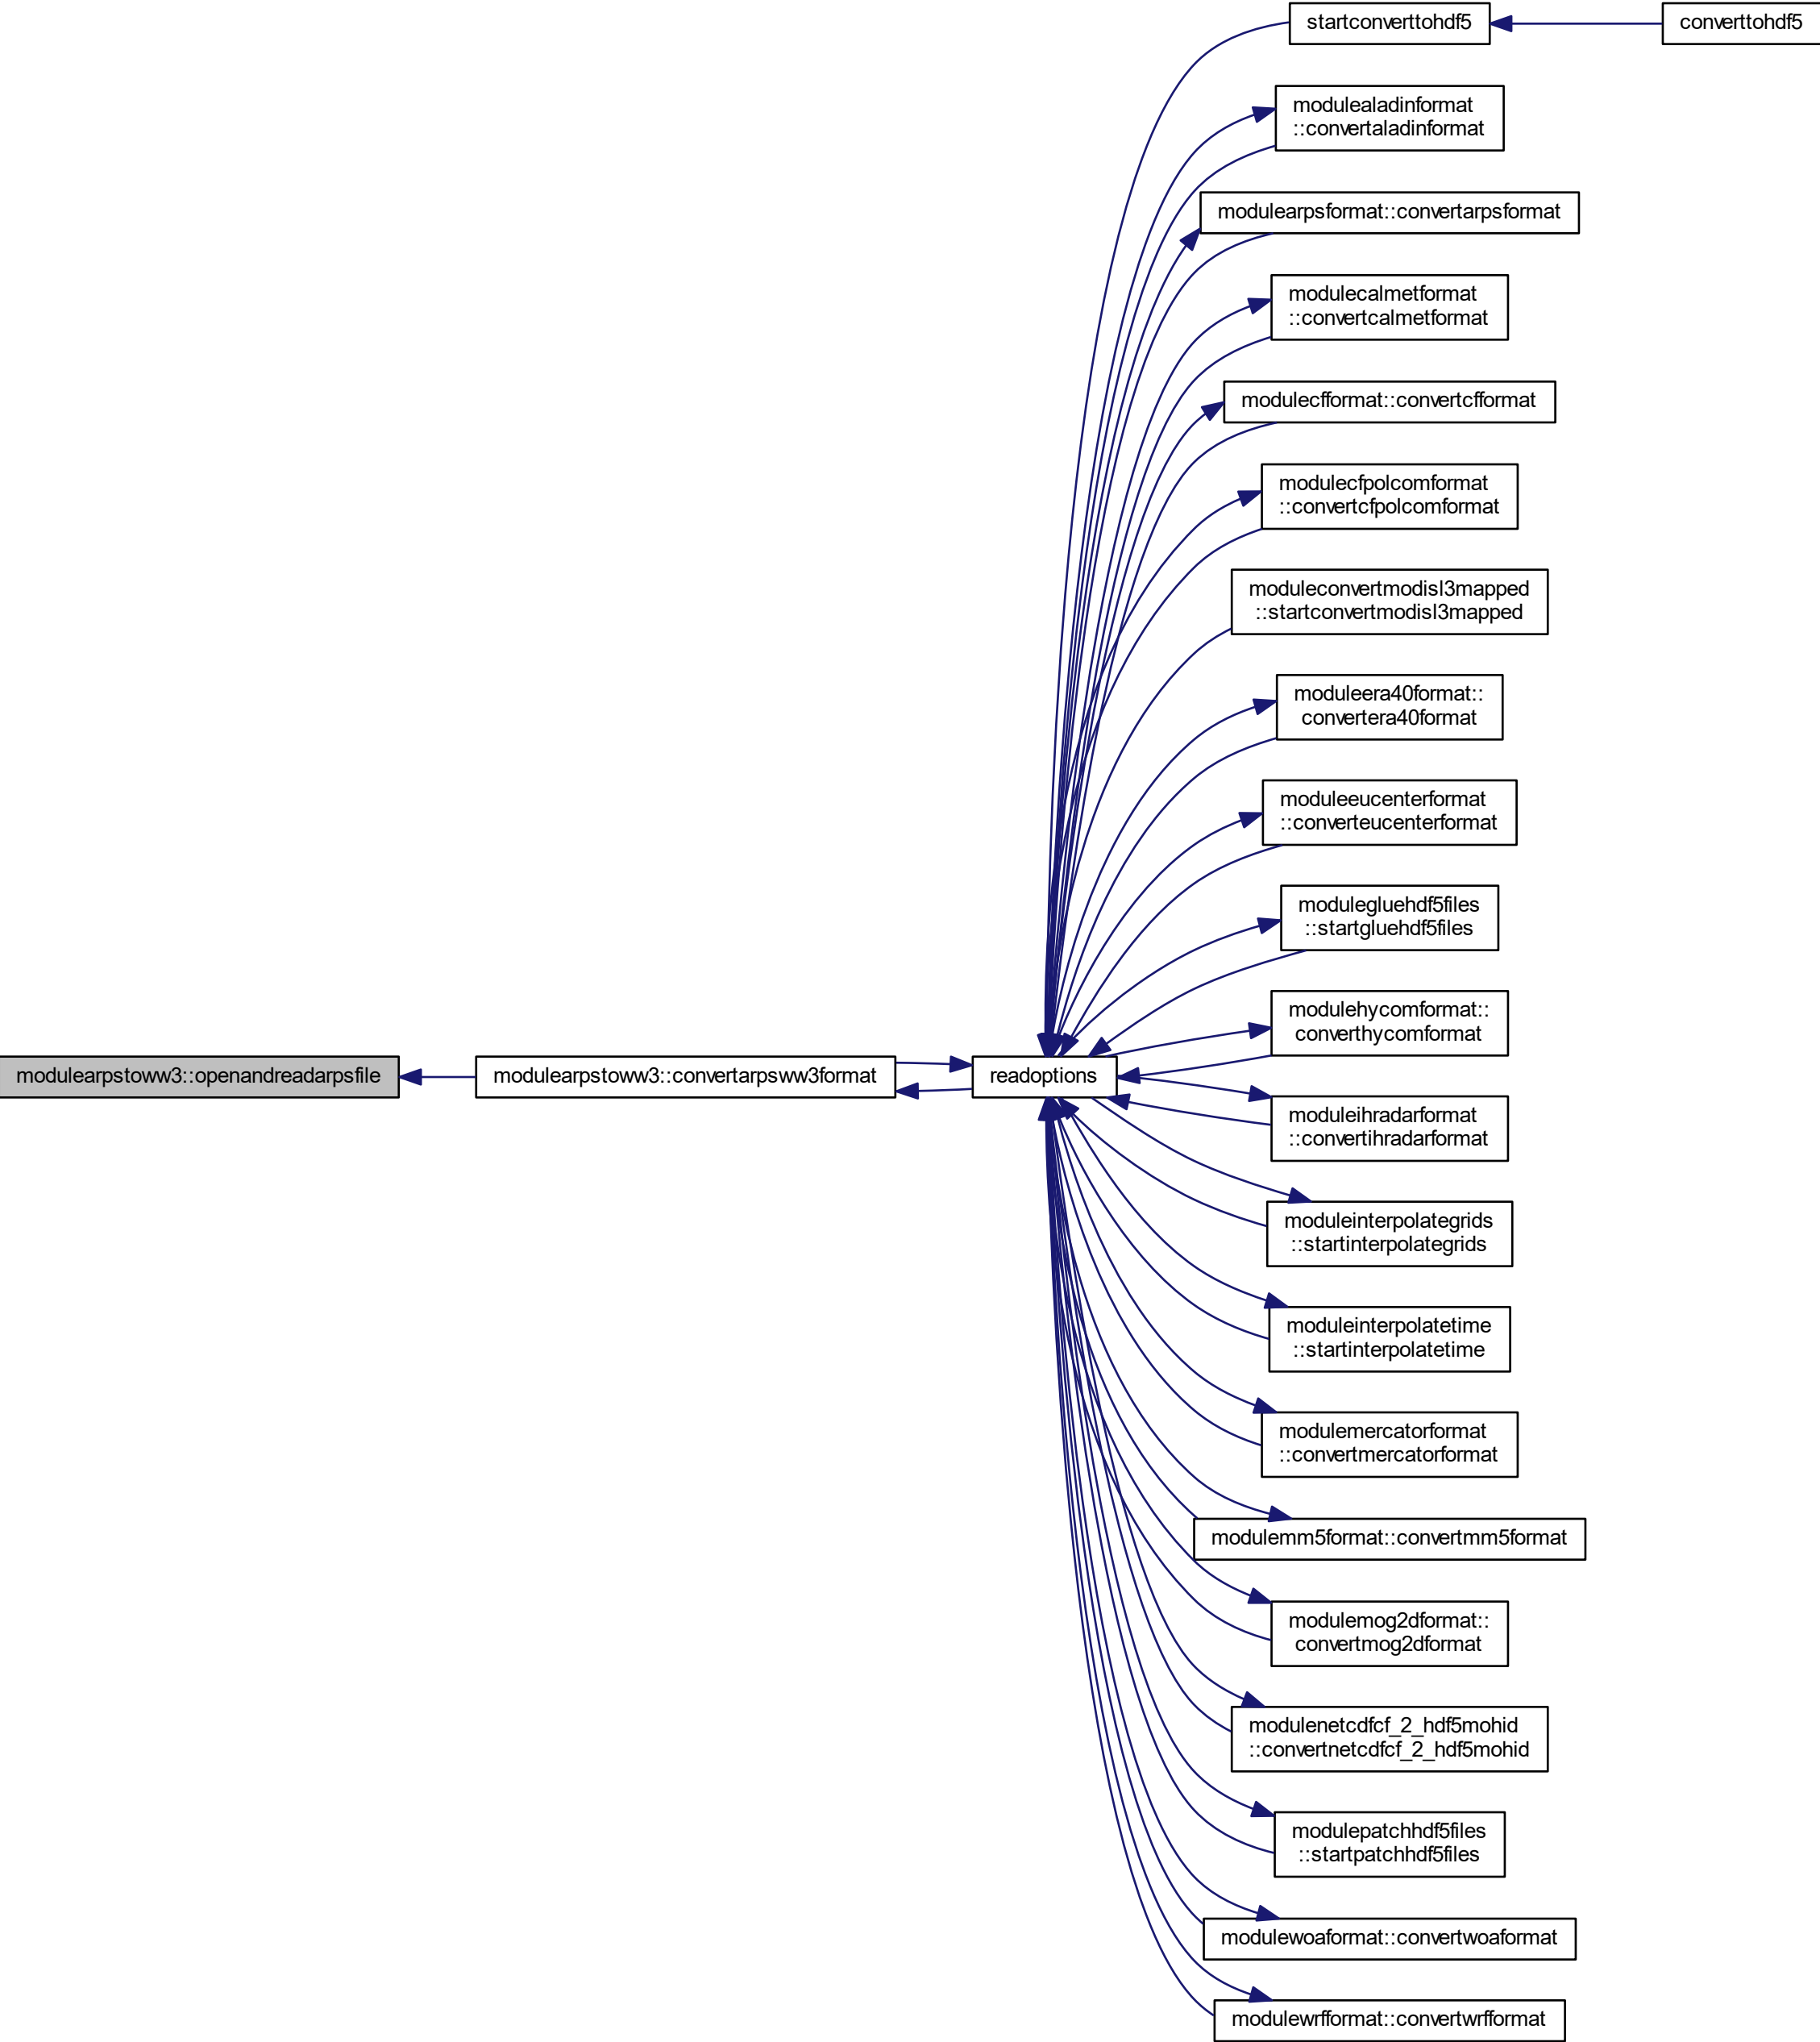 startconverttohdf5
converttohdf5
modulealadinformat
::convertaladinformat
modulearpsformat::convertarpsformat
modulecalmetformat
::convertcalmetformat
modulecfformat::convertcfformat
modulecfpolcomformat
::convertcfpolcomformat
moduleconvertmodisl3mapped
::startconvertmodisl3mapped
moduleera40format::
convertera40format
moduleeucenterformat
::converteucenterformat
modulegluehdf5files
::startgluehdf5files
modulehycomformat::
converthycomformat
modulearpstoww3::openandreadarpsfile
modulearpstoww3::convertarpsww3format
readoptions
moduleihradarformat
::convertihradarformat
moduleinterpolategrids
::startinterpolategrids
moduleinterpolatetime
::startinterpolatetime
modulemercatorformat
::convertmercatorformat
modulemm5format::convertmm5format
modulemog2dformat::
convertmog2dformat
modulenetcdfcf_2_hdf5mohid
::convertnetcdfcf_2_hdf5mohid
modulepatchhdf5files
::startpatchhdf5files
modulewoaformat::convertwoaformat
modulewrfformat::convertwrfformat